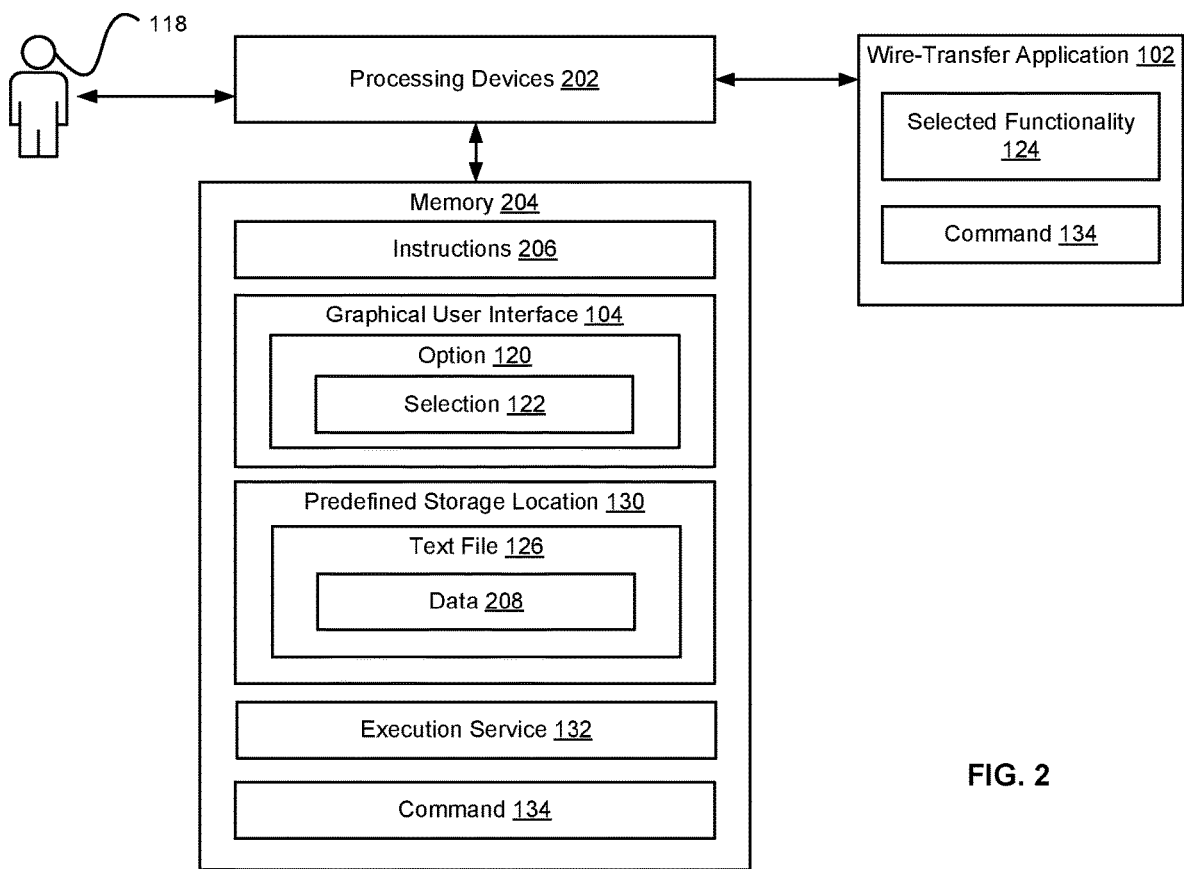 118
Processing Devices 202
Wire-Transfer Application 102
Selected Functionality
124
Command 134
Memory 204
Instructions 206
Graphical User Interface 104
Option 120
Selection 122
Predefined Storage Location 130
Text File 126
Data 208
Execution Service 132
Command 134
FIG. 2